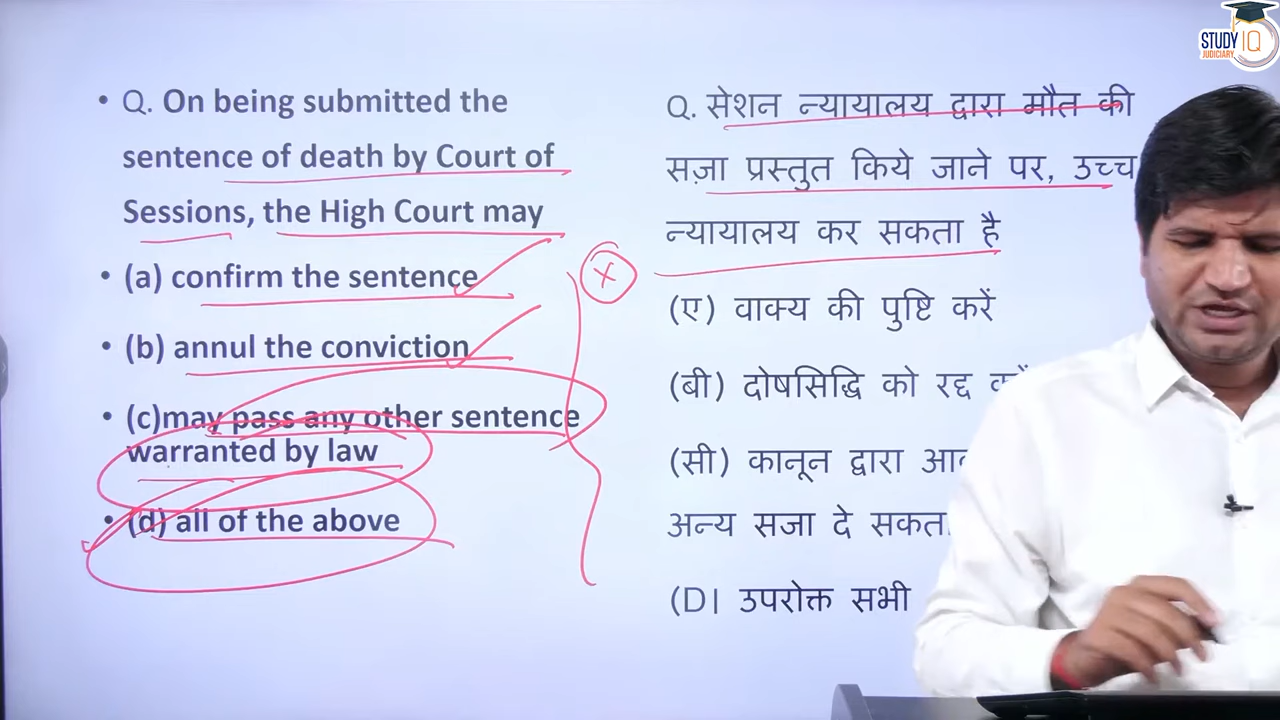 STUDY IQ
JUDICIARY
• Q. On being submitted the
sentence of death by Court of
Sessions, the High Court may
• (a) confirm the sentence
• (b) annul the conviction
• (c)may pass any other sentence
warranted by law
• (d) all of the above
Q. सेशन न्यायालय द्वारा मौत की
सज़ा प्रस्तुत किये जाने पर, उच्च
न्यायालय कर सकता है
(ए) वाक्य की पुष्टि करें
(बी) दोषसिद्धि को रद्द
(सी) कानून द्वारा
अन्य सजा दे सकता
(D| उपरोक्त सभी